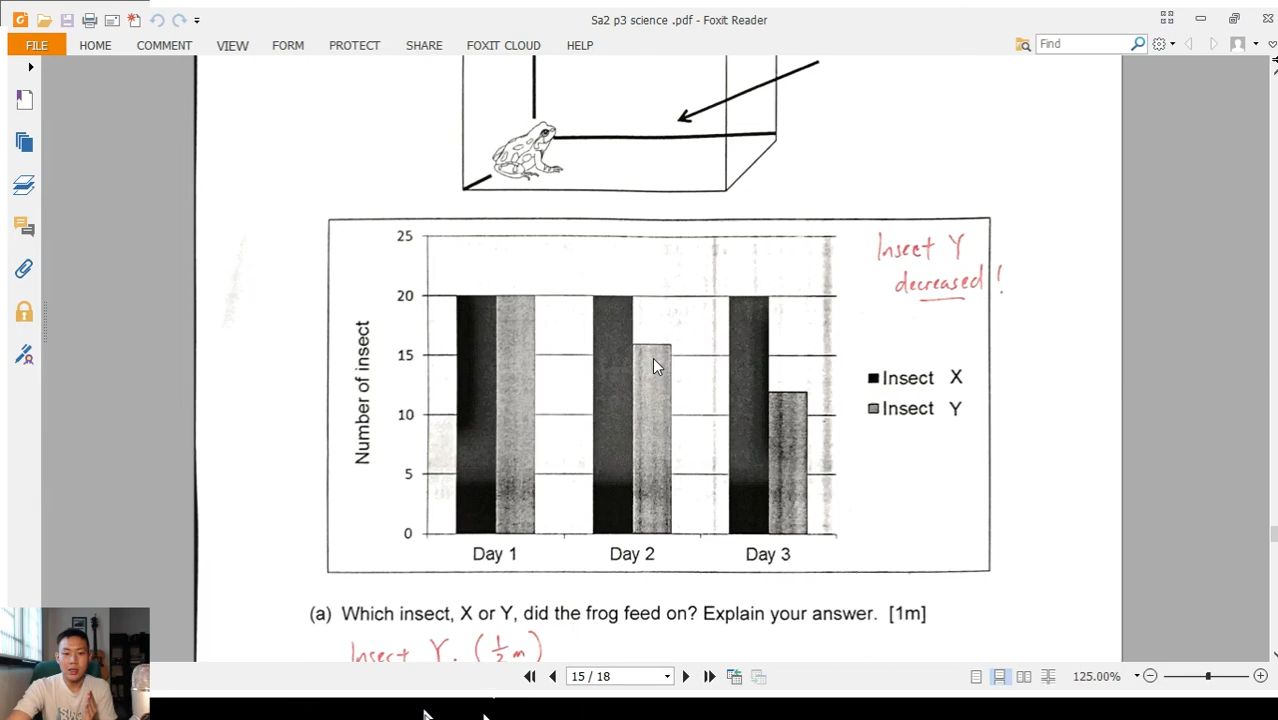 Sa2 p3 science .pdf - Foxit Reader
FILE HOME COMMENT VIEW FORM PROTECT SHARE FOXIT CLOUD HELP
Find
25
20
15
10
5
0
Number of insect
Day 1 Day 2 Day 3
Insect Y
decreased !
Insect X
Insect Y
(a) Which insect, X or Y, did the frog feed on? Explain your answer. [1m]
Insect Y. (½m)
15 / 18
125.00%